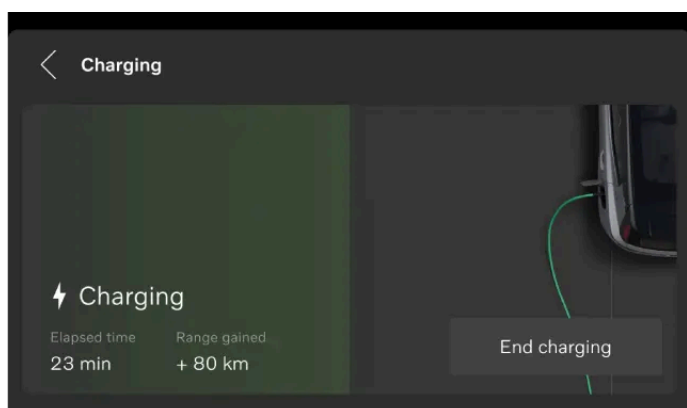 Charging
Charging
Elapsed time Range gained
23 min + 80 km
End charging